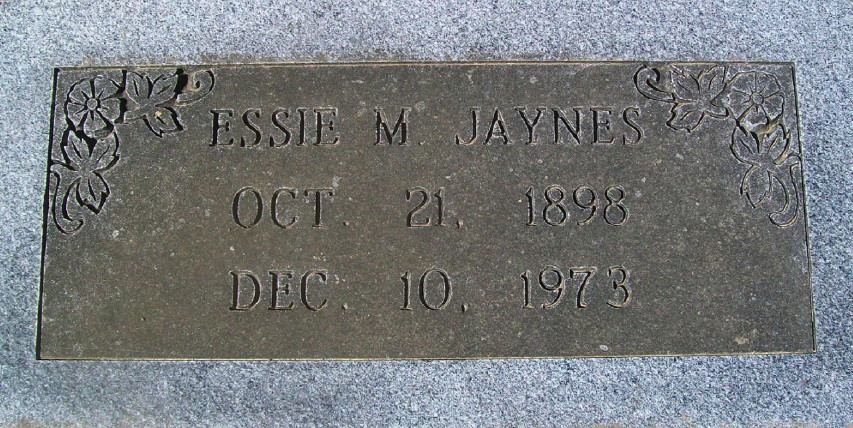 ESSIE M. JAYNES
OCT. 21, 1898
DEC. 10, 1973